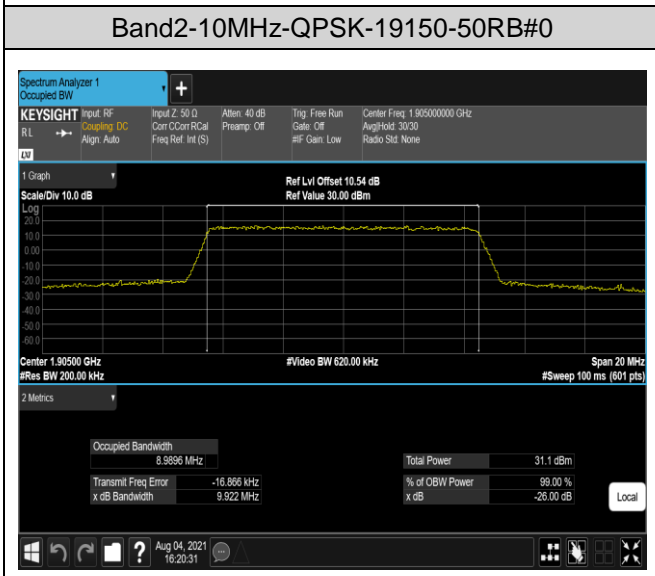 Band2-10MHz-QPSK-19150-50RB#0
Spectrum Analyzer 1
Occupied BW
+
KEYSIGHT Input: RF Input Z: 50 Ω Atten: 40 dB Trig: Free Run Center Freq: 1.905000000 GHz
RL Coupling: DC Corr CCorr RCal Preamp: Off Gate: Off Avg|Hold: 30/30
Align: Auto Freq Ref: Int (S) #IF Gain: Low Radio Std: None
LXI
1 Graph
Ref Lvl Offset 10.54 dB
Scale/Div 10.0 dB Ref Value 30.00 dBm
Log
20.0
10.0
0.00
-10.0
-20.0
-30.0
-40.0
-50.0
-60.0
Center 1.90500 GHz #Video BW 620.00 kHz Span 20 MHz
#Res BW 200.00 kHz #Sweep 100 ms (601 pts)
2 Metrics
Occupied Bandwidth
8.9896 MHz Total Power 31.1 dBm
Transmit Freq Error -16.866 kHz % of OBW Power 99.00 %
x dB Bandwidth 9.922 MHz x dB -26.00 dB
Local
? Aug 04, 2021
16:20:31